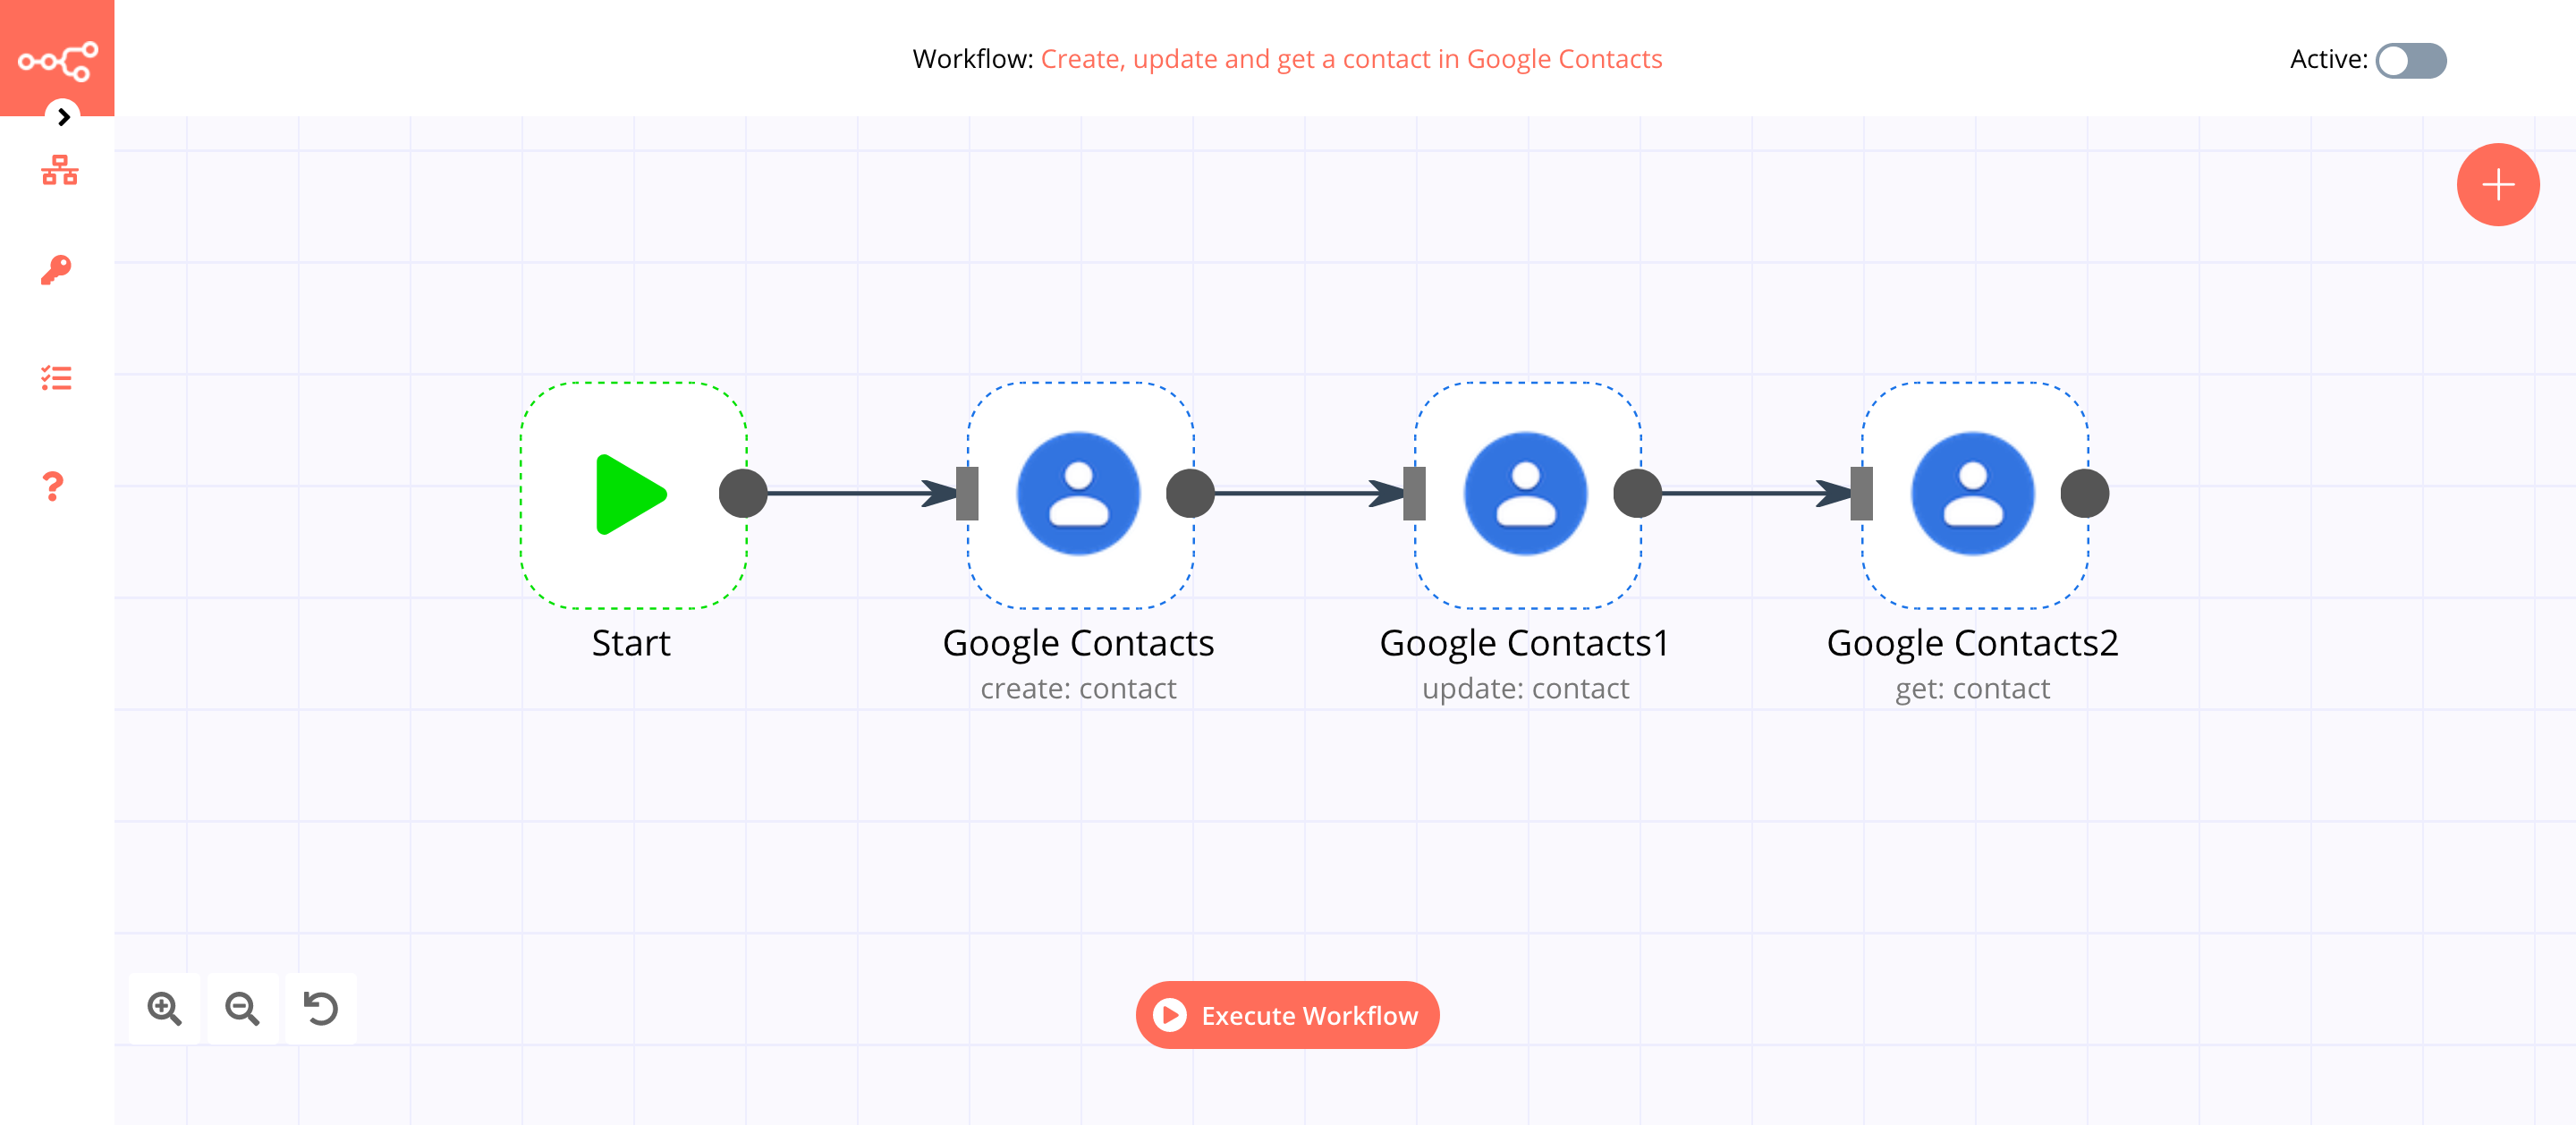 Workflow: Create, update and get a contact in Google Contacts
Active:
Start
Google Contacts
create: contact
Google Contacts1
update: contact
Google Contacts2
get: contact
Execute Workflow